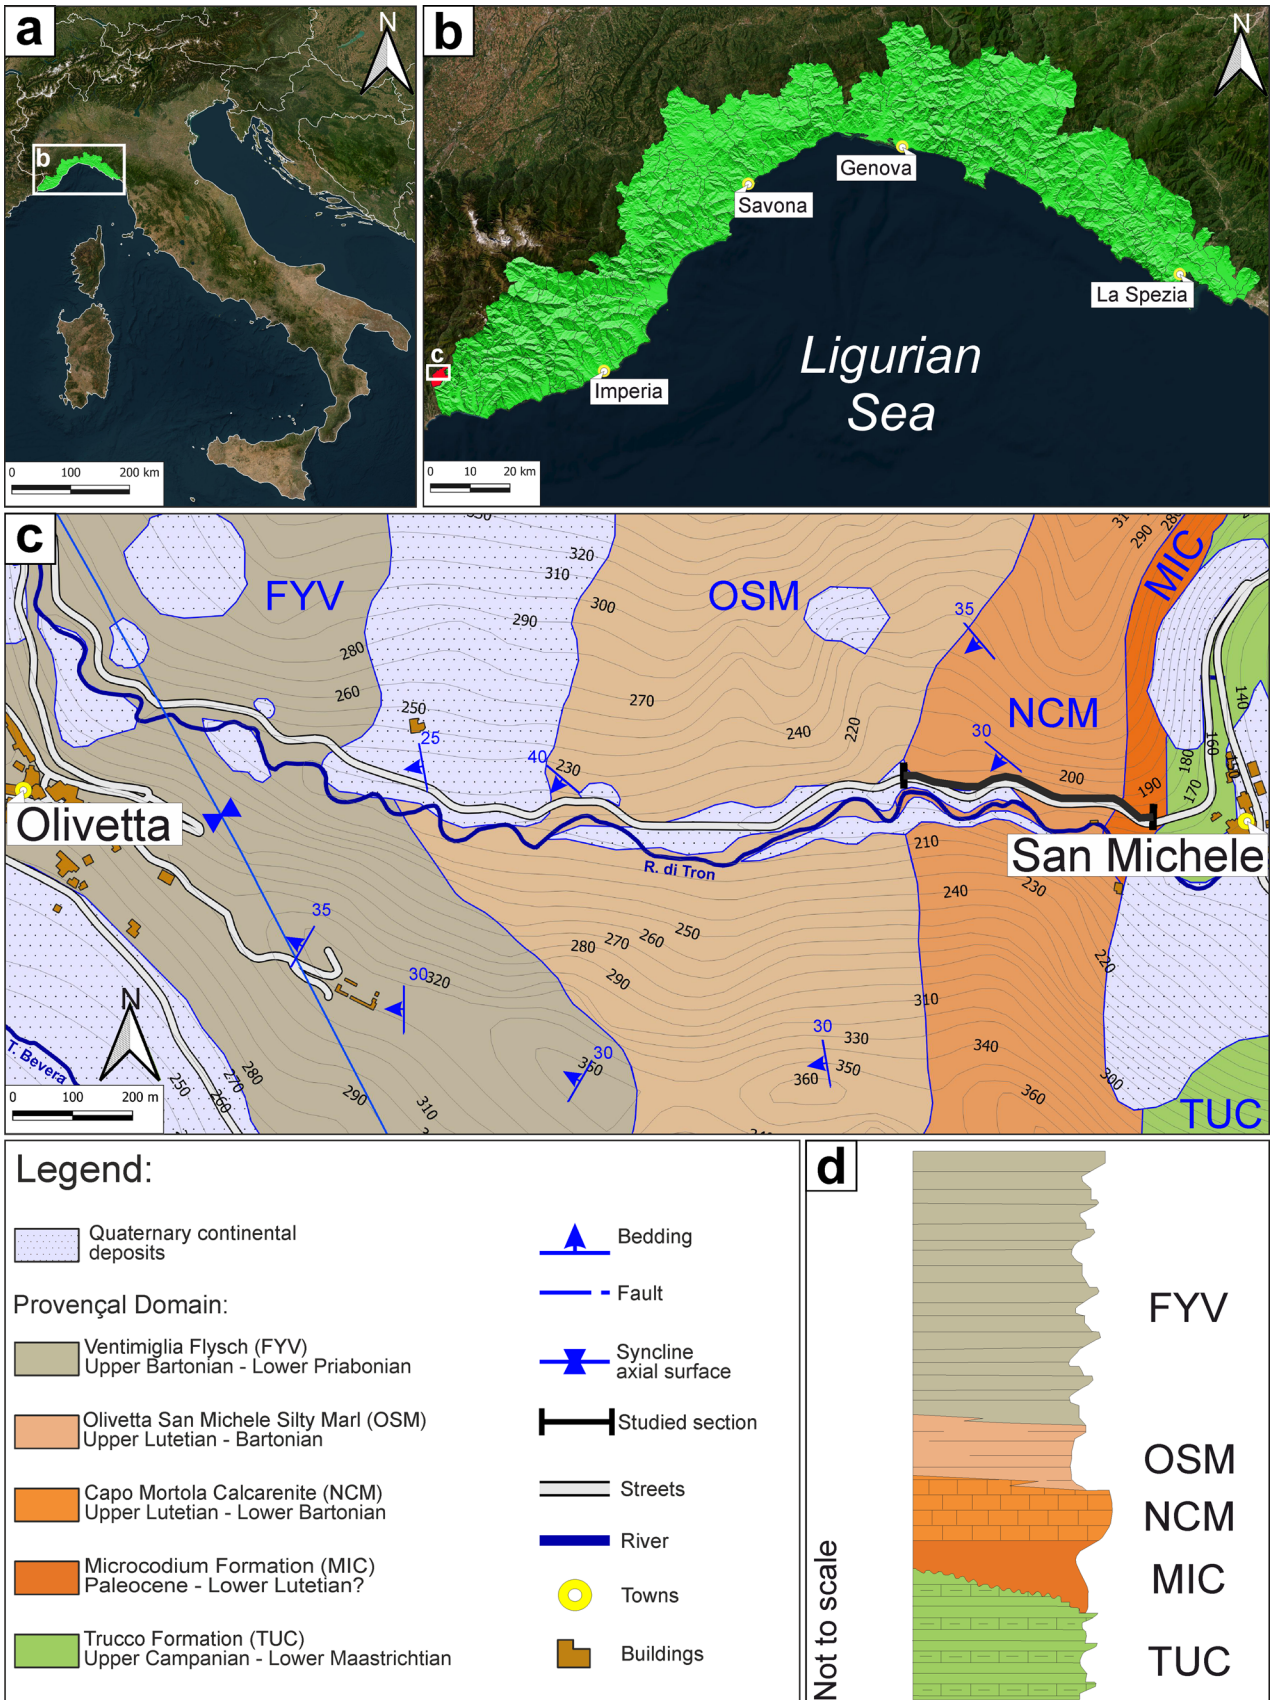 a
N
b
0
100
200 km
b
N
Genova
Savona
La Spezia
c
Imperia
Ligurian
Sea
0
10
20 km
c
FYV
OSM
MIC
NCM
TUC
320
310
300
290
280
260
250
270
240
220
230
25
40
35
30
290
200
190
180
170
160
140
Olivetta
San Michele
R. di Tron
210
240
230
220
35
30
320
280
270
260
250
290
310
30
330
350
360
340
360
300
30
350
T. Bevera
N
0
100
200 m
250
260
270
280
290
310
Legend:
Quaternary continental
deposits
Provençal Domain:
Ventimiglia Flysch (FYV)
Upper Bartonian - Lower Priabonian
Olivetta San Michele Silty Marl (OSM)
Upper Lutetian - Bartonian
Capo Mortola Calcarenite (NCM)
Upper Lutetian - Lower Bartonian
Microcodium Formation (MIC)
Paleocene - Lower Lutetian?
Trucco Formation (TUC)
Upper Campanian - Lower Maastrichtian
Bedding
Fault
Syncline
axial surface
Studied section
Streets
River
Towns
Buildings
d
FYV
OSM
NCM
MIC
TUC
Not to scale